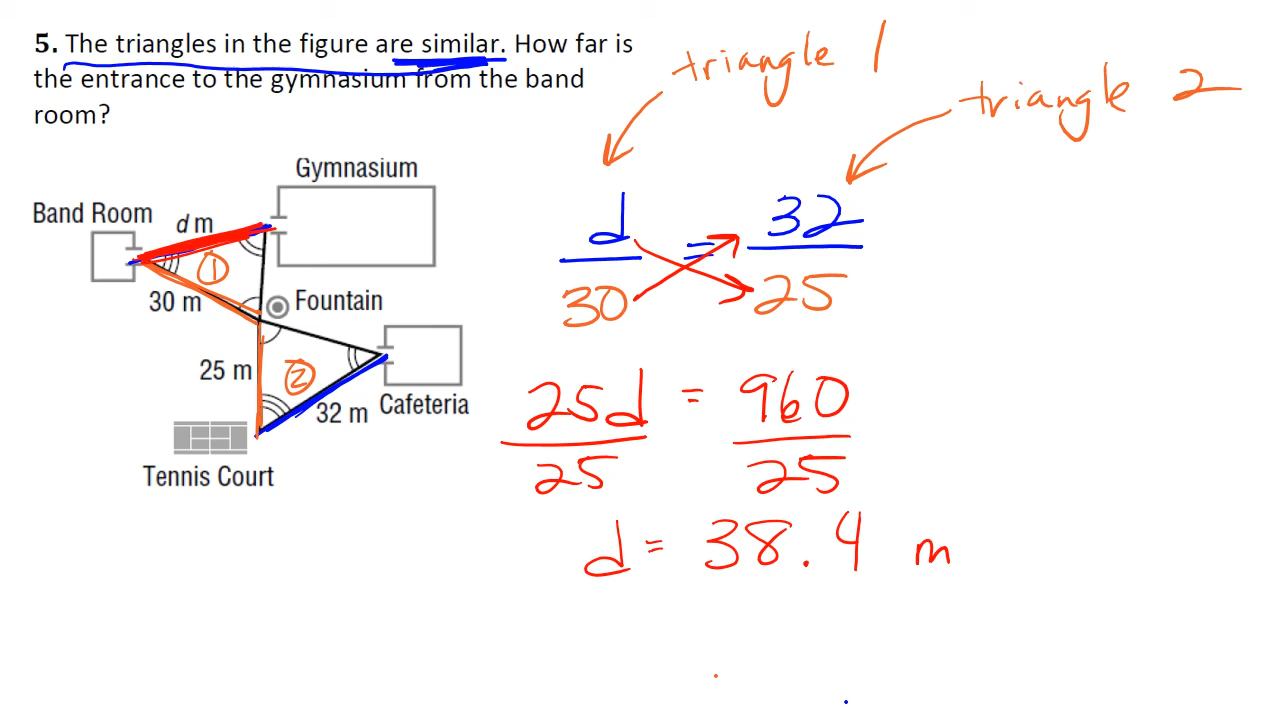 5. The triangles in the figure are similar. How far is
the entrance to the gymnasium from the band
room?
triangle 1
triangle 2
Gymnasium
Band Room
d m
1
30 m
Fountain
25 m
2
32 m
Cafeteria
Tennis Court
d = 32
30 25
25d = 960
25 25
d = 38.4 m